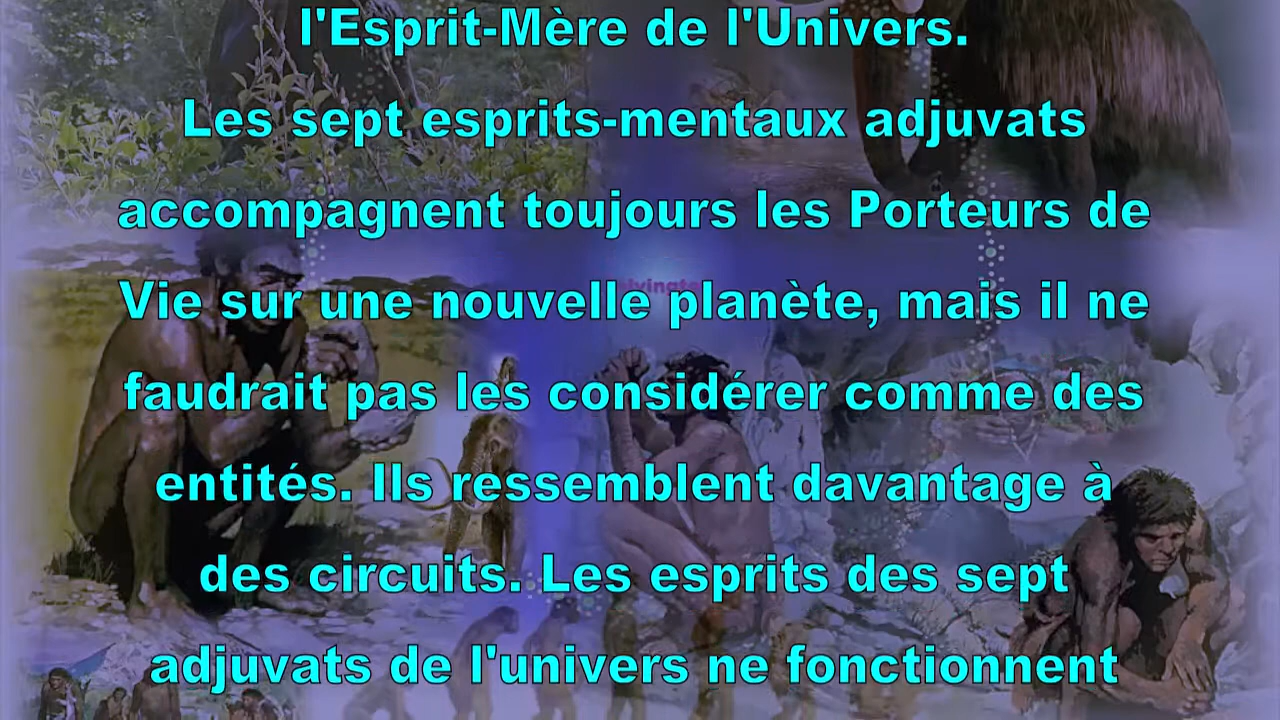 l'Esprit-Mère de l'Univers.
Les sept esprits-mentaux adjuvats
accompagnent toujours les Porteurs de
Vie sur une nouvelle planète, mais il ne
faudrait pas les considérer comme des
entités. Ils ressemblent davantage à
des circuits. Les esprits des sept
adjuvats de l'univers ne fonctionnent